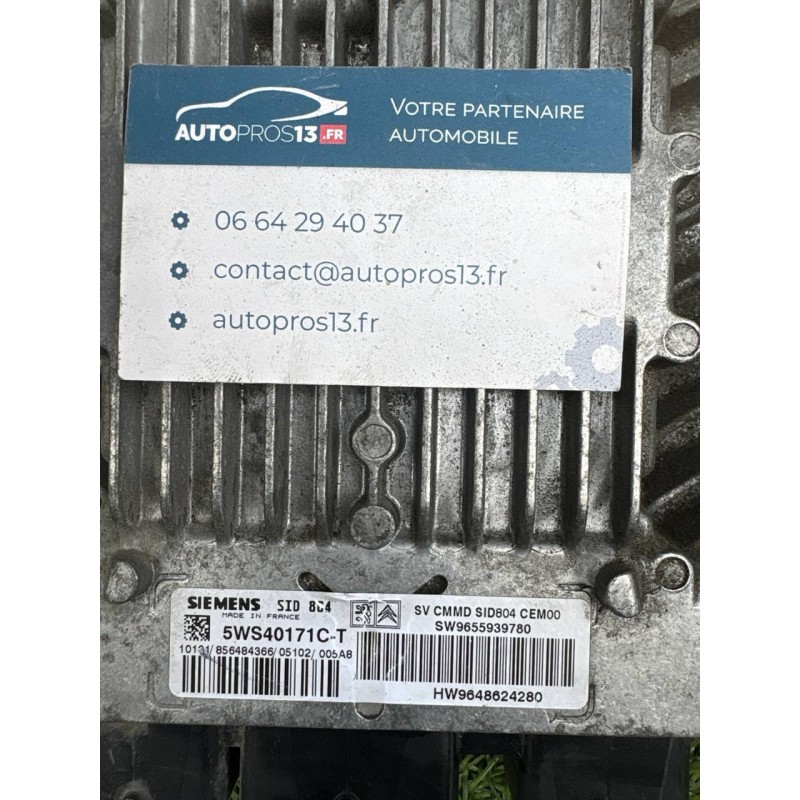 AUTOPROS13.FR
VOTRE PARTENAIRE
AUTOMOBILE
06 64 29 40 37
contact@autopros13.fr
autopros13.fr
SIEMENS SID 804
MADE IN FRANCE
5WS40171C-T
10131/856484366/05102/005A8
SV CMMD SID804 CEM00
SW9655939780
HW9648624280